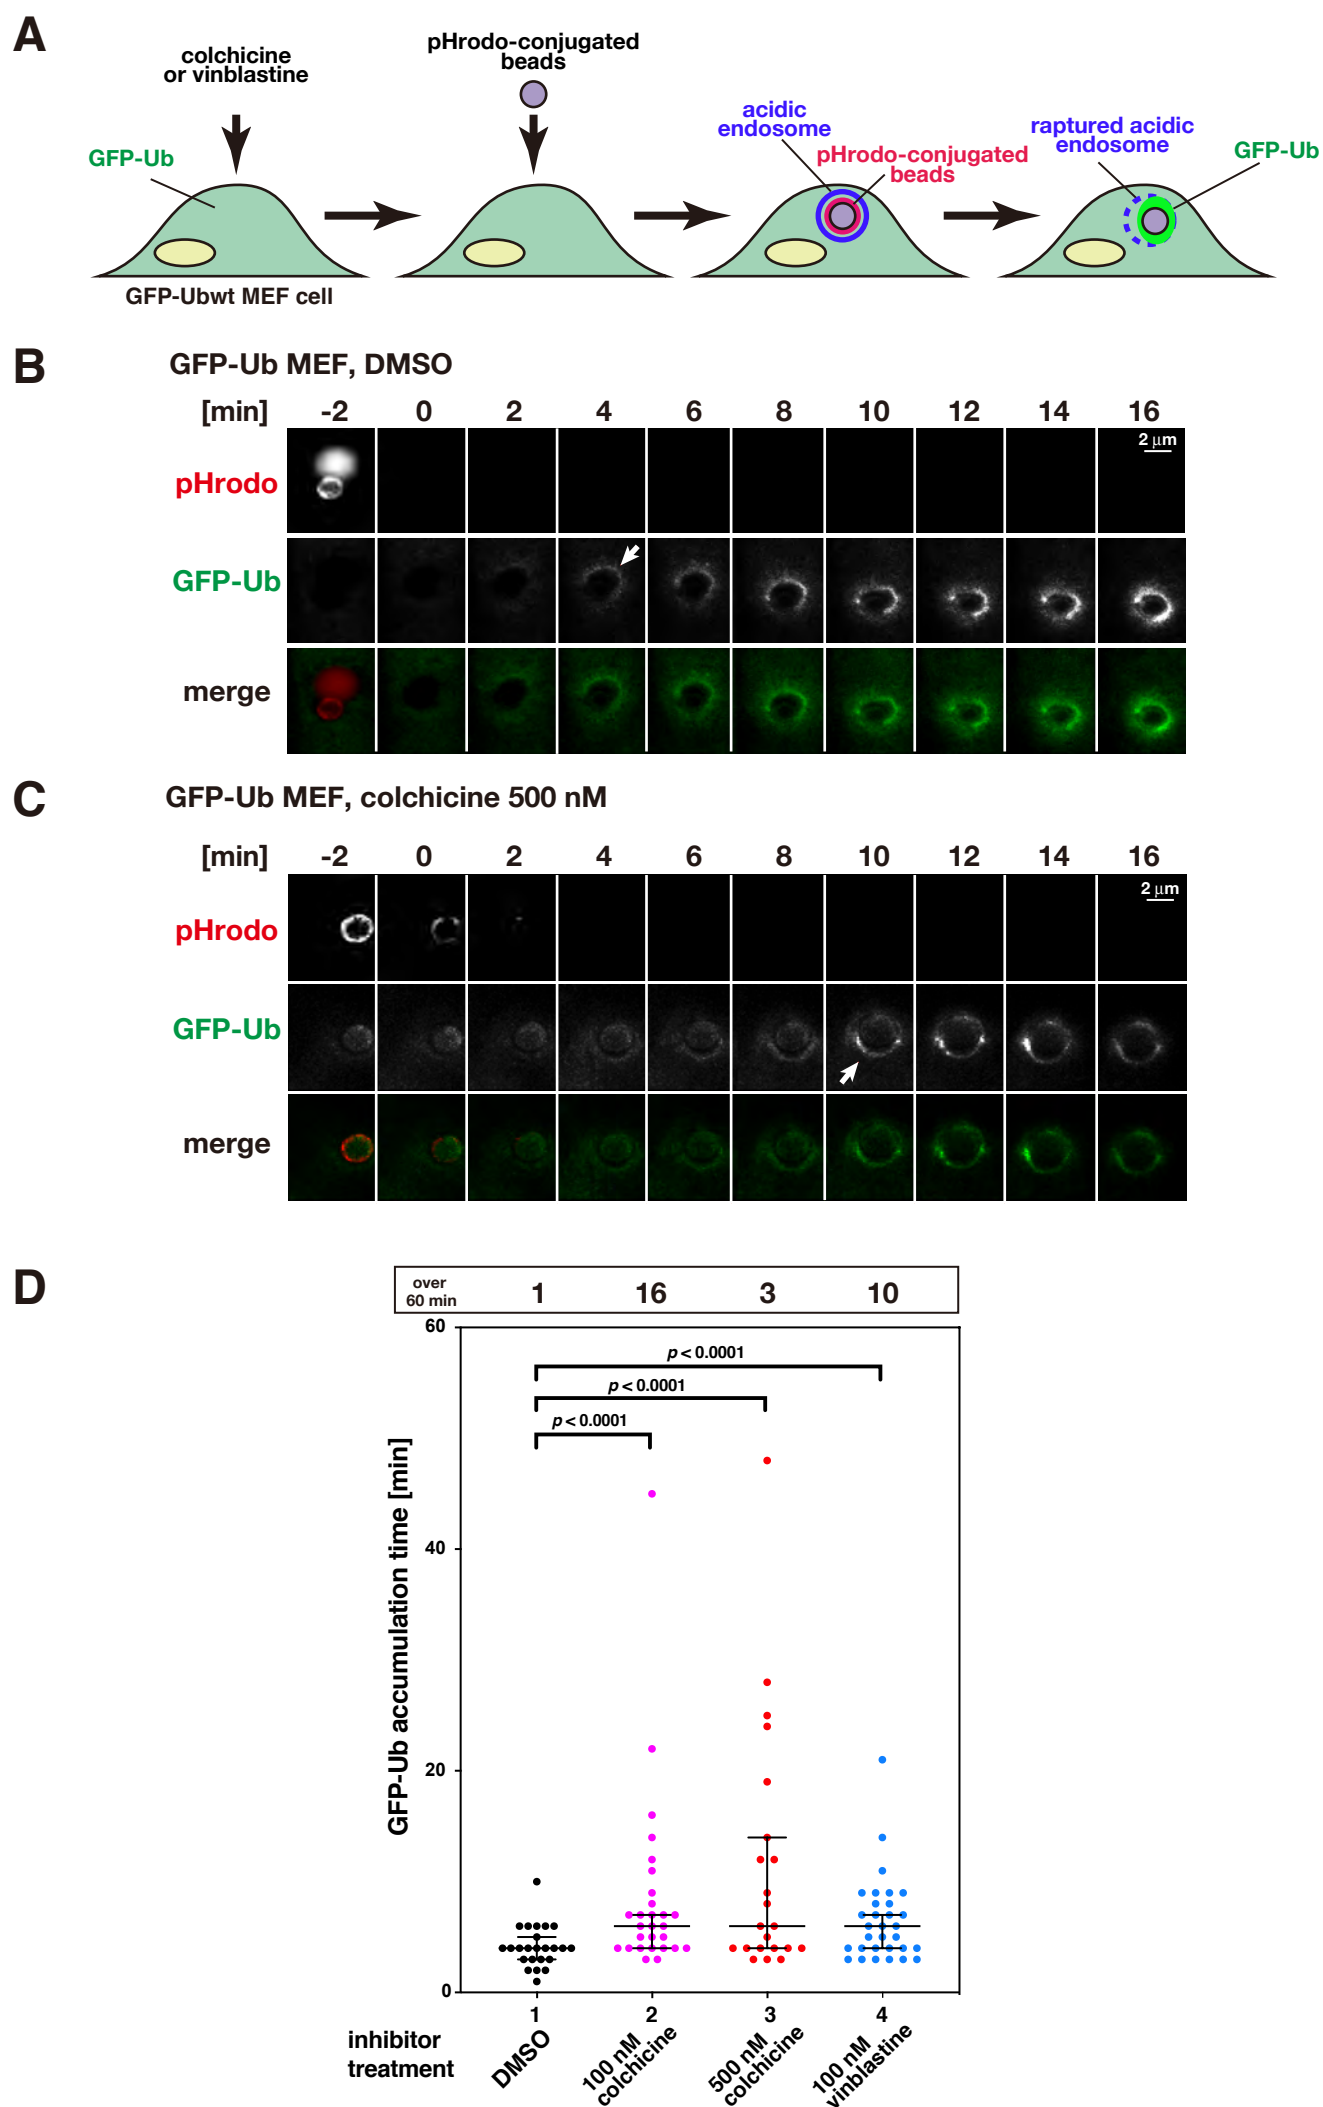 A
colchicine
or vinblastine
pHrodo-conjugated
beads
GFP-Ub
acidic
endosome
pHrodo-conjugated
beads
raptured acidic
endosome
GFP-Ub
GFP-Ubwt MEF cell
B
GFP-Ub MEF, DMSO
[min] -2 0 2 4 6 8 10 12 14 16
2 μm
pHrodo
GFP-Ub
merge
C
GFP-Ub MEF, colchicine 500 nM
[min] -2 0 2 4 6 8 10 12 14 16
2 μm
pHrodo
GFP-Ub
merge
D
over
60 min
1 16 3 10
60
p < 0.0001
p < 0.0001
p < 0.0001
GFP-Ub accumulation time [min]
40
20
0
1 2 3 4
inhibitor
treatment
DMSO
100 nM
colchicine
500 nM
colchicine
100 nM
vinblastine